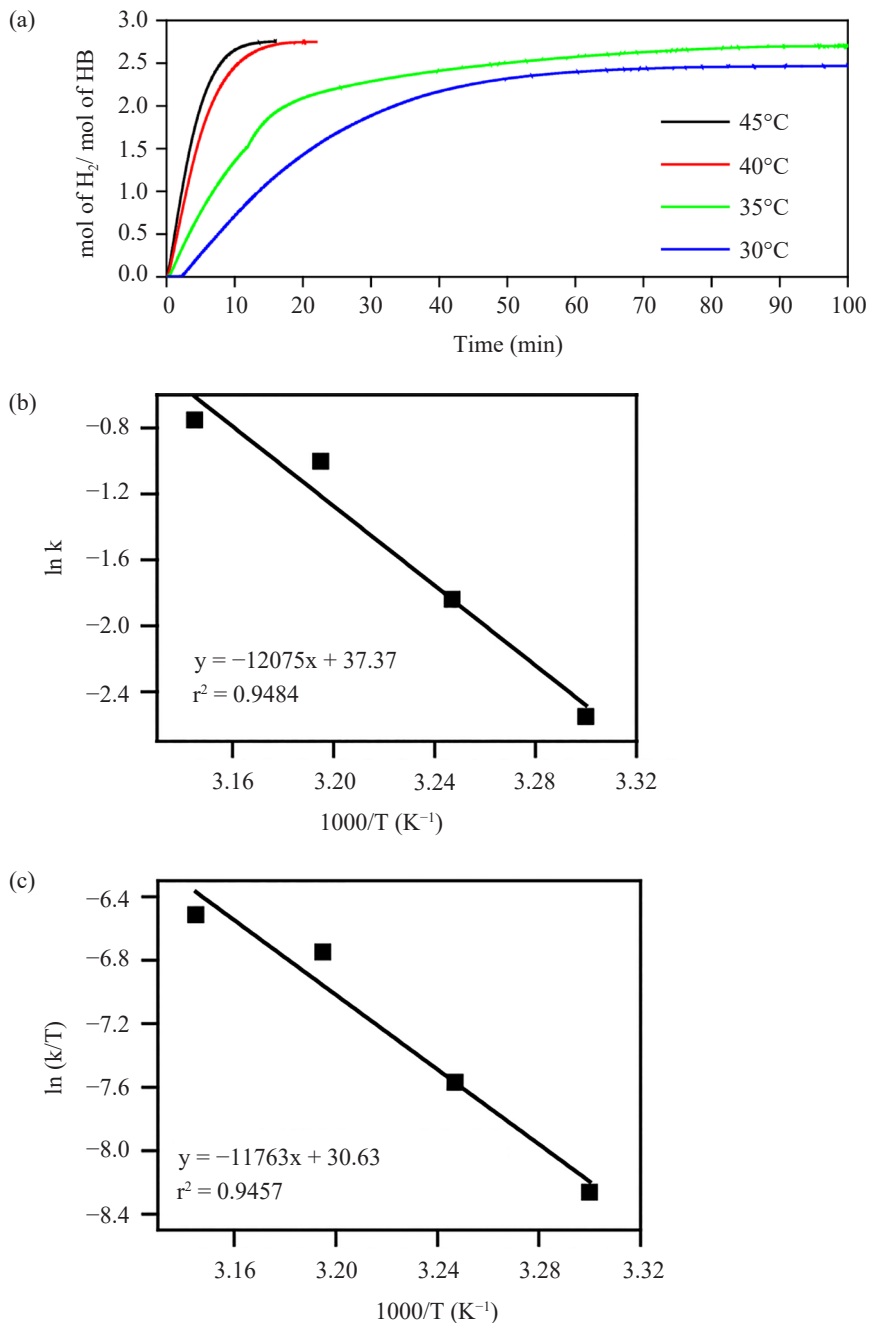 (a)
3.0
2.5
2.0
1.5
1.0
0.5
0.0
mol of H₂/ mol of HB
45°C
40°C
35°C
30°C
0 10 20 30 40 50 60 70 80 90 100
Time (min)
(b)
−0.8
−1.2
−1.6
−2.0
−2.4
ln k
y = −12075x + 37.37
r² = 0.9484
3.16 3.20 3.24 3.28 3.32
1000/T (K⁻¹)
(c)
−6.4
−6.8
−7.2
−7.6
−8.0
−8.4
ln (k/T)
y = −11763x + 30.63
r² = 0.9457
3.16 3.20 3.24 3.28 3.32
1000/T (K⁻¹)